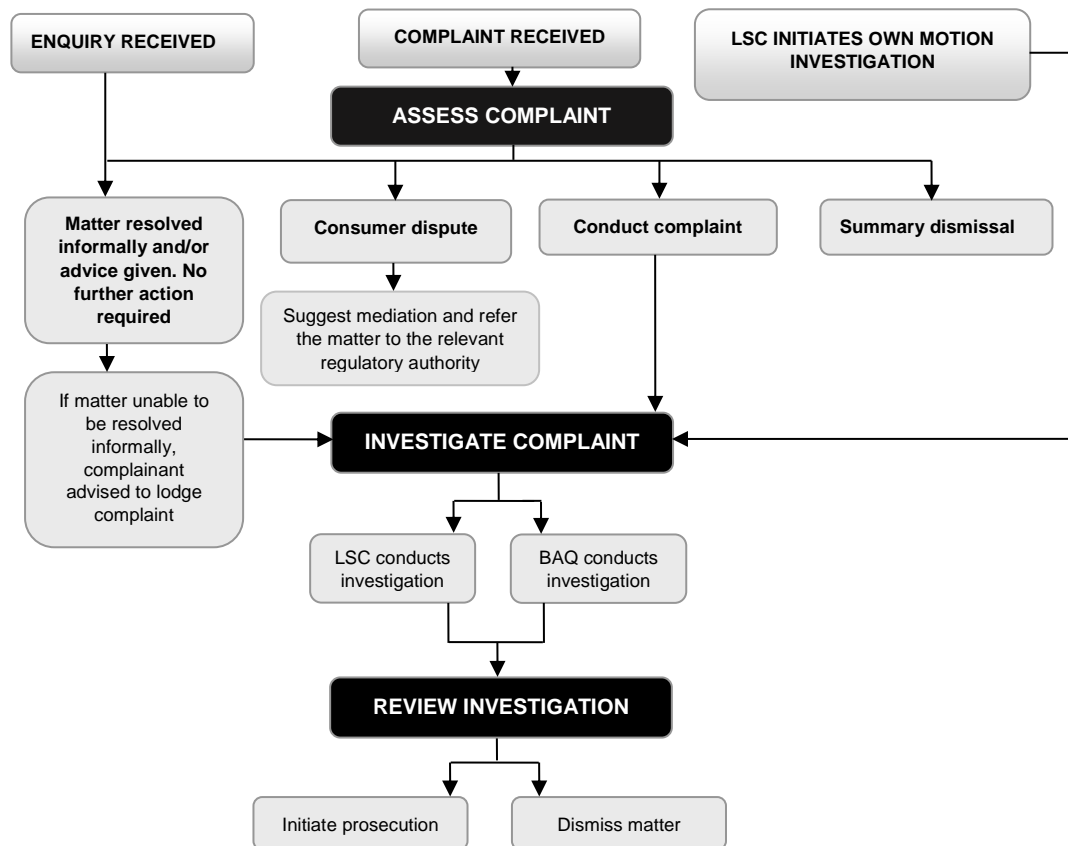 ENQUIRY RECEIVED
COMPLAINT RECEIVED
LSC INITIATES OWN MOTION
INVESTIGATION
ASSESS COMPLAINT
Matter resolved
informally and/or
advice given. No
further action
required
Consumer dispute
Conduct complaint
Summary dismissal
Suggest mediation and refer
the matter to the relevant
regulatory authority
If matter unable to
be resolved
informally,
complainant
advised to lodge
complaint
INVESTIGATE COMPLAINT
LSC conducts
investigation
BAQ conducts
investigation
REVIEW INVESTIGATION
Initiate prosecution
Dismiss matter